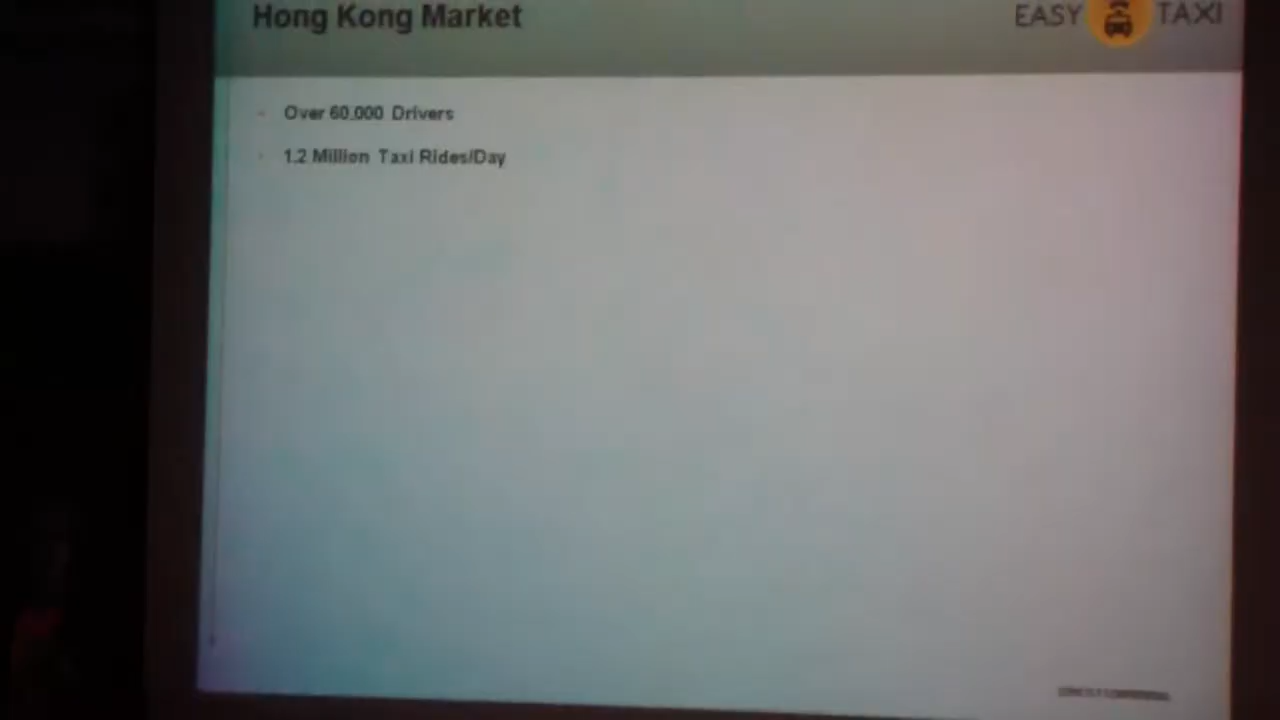 Hong Kong Market
EASY TAXI
Over 60,000 Drivers
1.2 Million Taxi Rides/Day